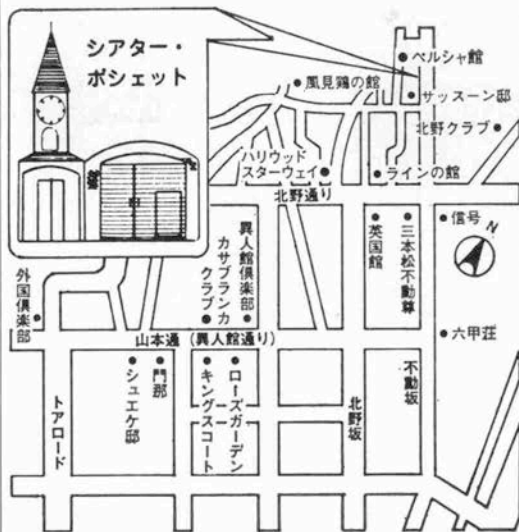 シアター・
ポシェット
ペルシャ館
風見鶏の館
サッスーン邸
北野クラブ
ハリウッド
スターウェイ
ラインの館
北野通り
信号
N
英国館
三本松不動尊
異人館倶楽部
カサブランカ
クラブ
外国倶楽部
六甲荘
山本通(異人館通り)
不動坂
門那
シュエケ邸
ローズガーデン
キングスコート
北野坂
トアロード